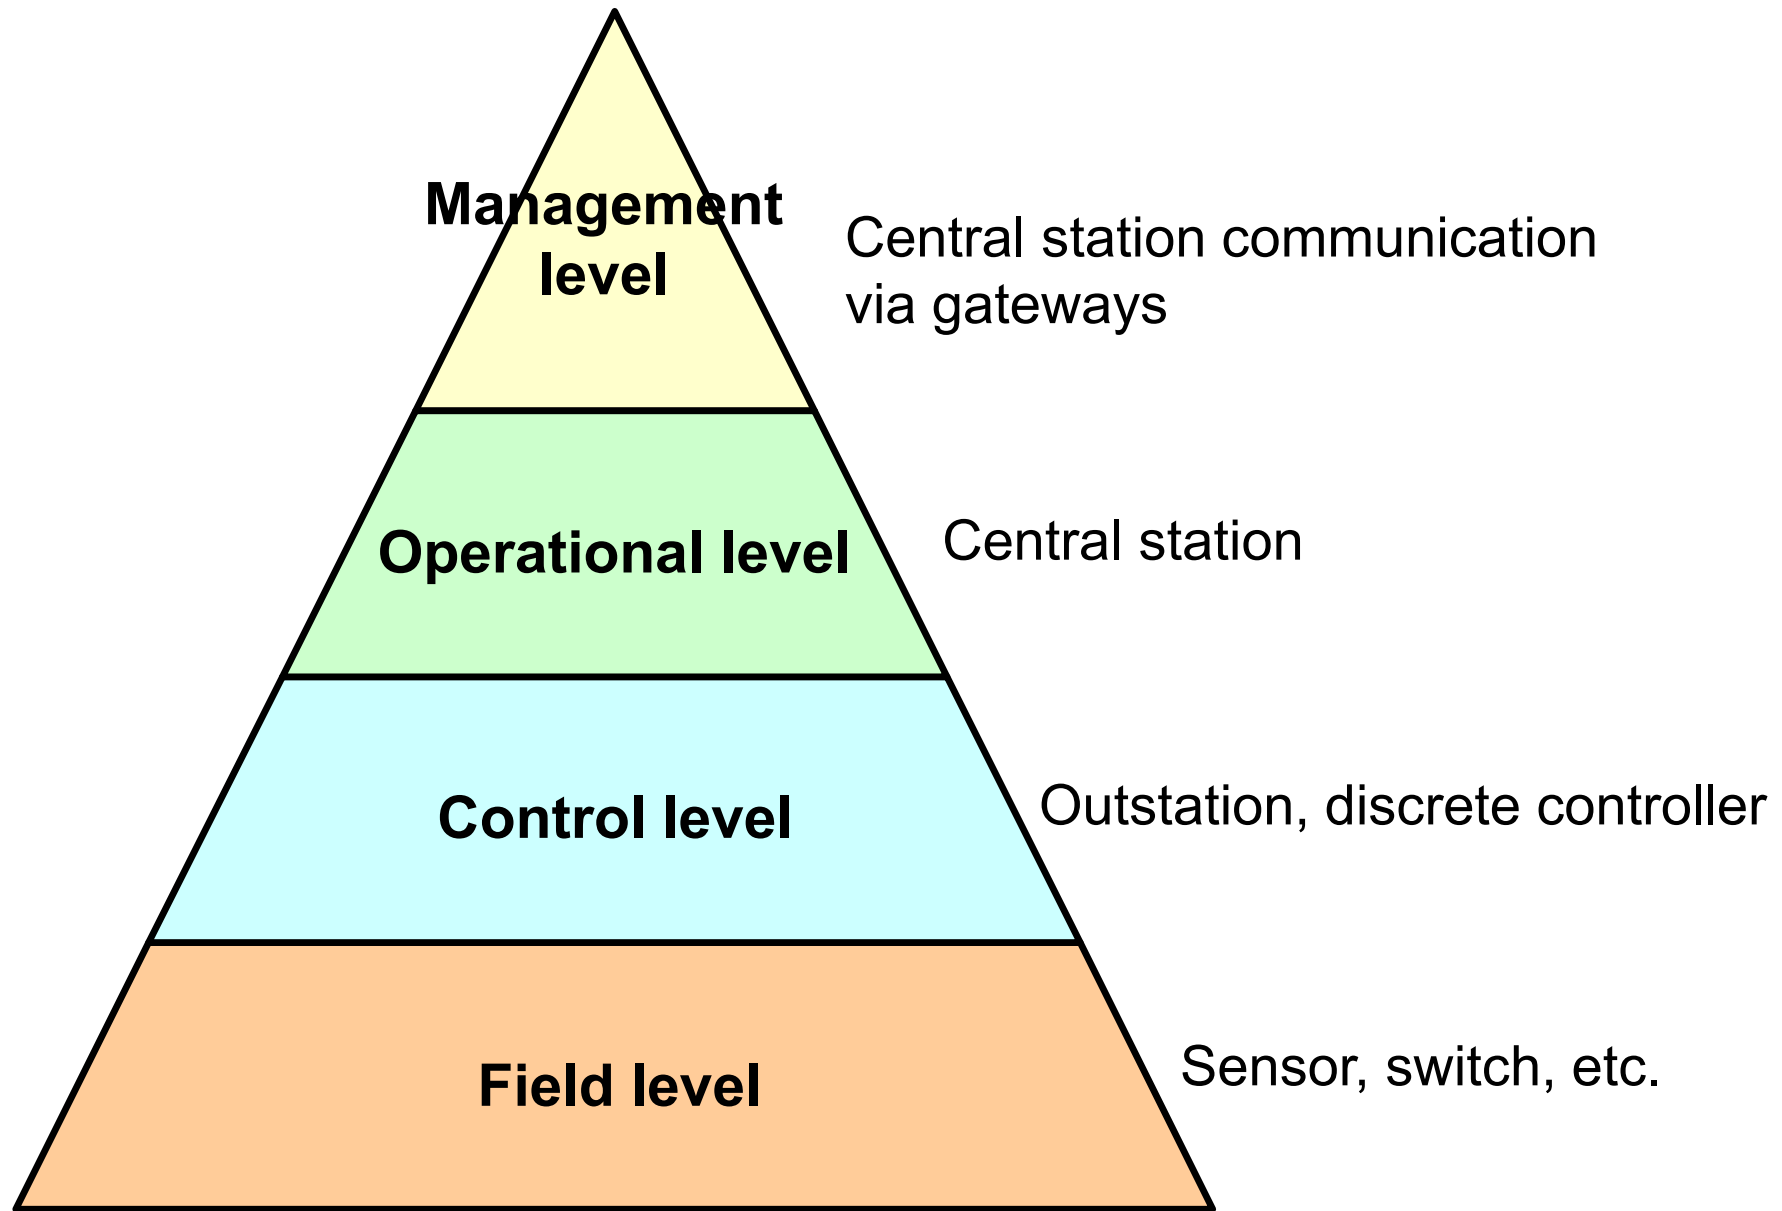 Management
level
Central station communication
via gateways
Operational level
Central station
Control level
Outstation, discrete controller
Field level
Sensor, switch, etc.